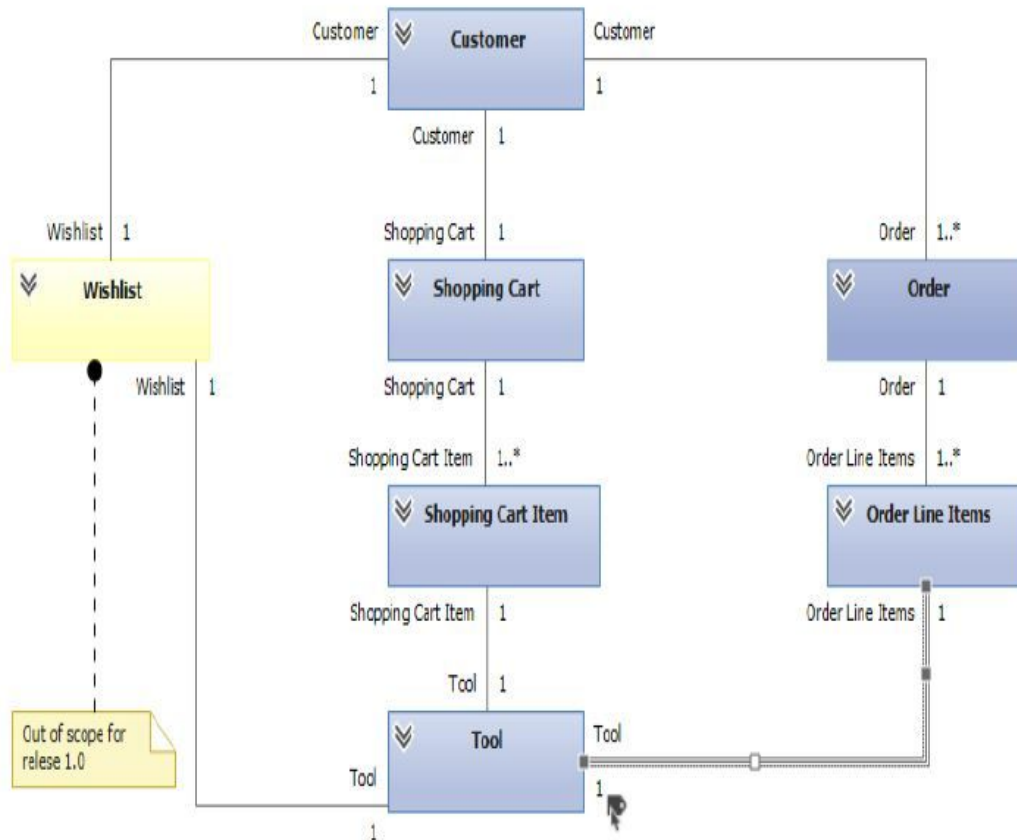 Customer
Customer
Customer
1
1
Customer 1
Wishlist 1
Shopping Cart 1
Order 1..*
Wishlist
Shopping Cart
Order
Wishlist 1
Shopping Cart 1
Order 1
Shopping Cart Item 1..*
Order Line Items 1..*
Shopping Cart Item
Order Line Items
Shopping Cart Item 1
Order Line Items 1
Tool 1
Out of scope for
relese 1.0
Tool
Tool
Tool
1
1